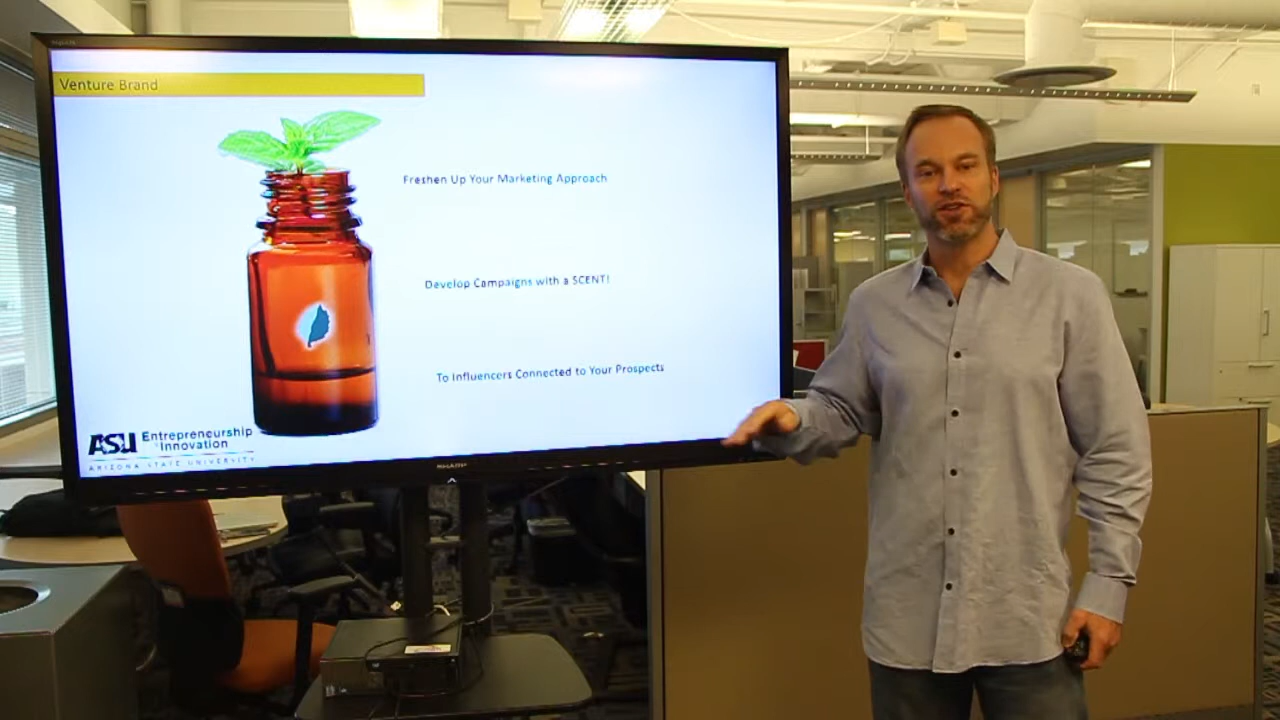 Venture Brand
Freshen Up Your Marketing Approach
Develop Campaigns with a SCENT!
To Influencers Connected to Your Prospects
ASU Entrepreneurship
+Innovation
ARIZONA STATE UNIVERSITY
SHARP